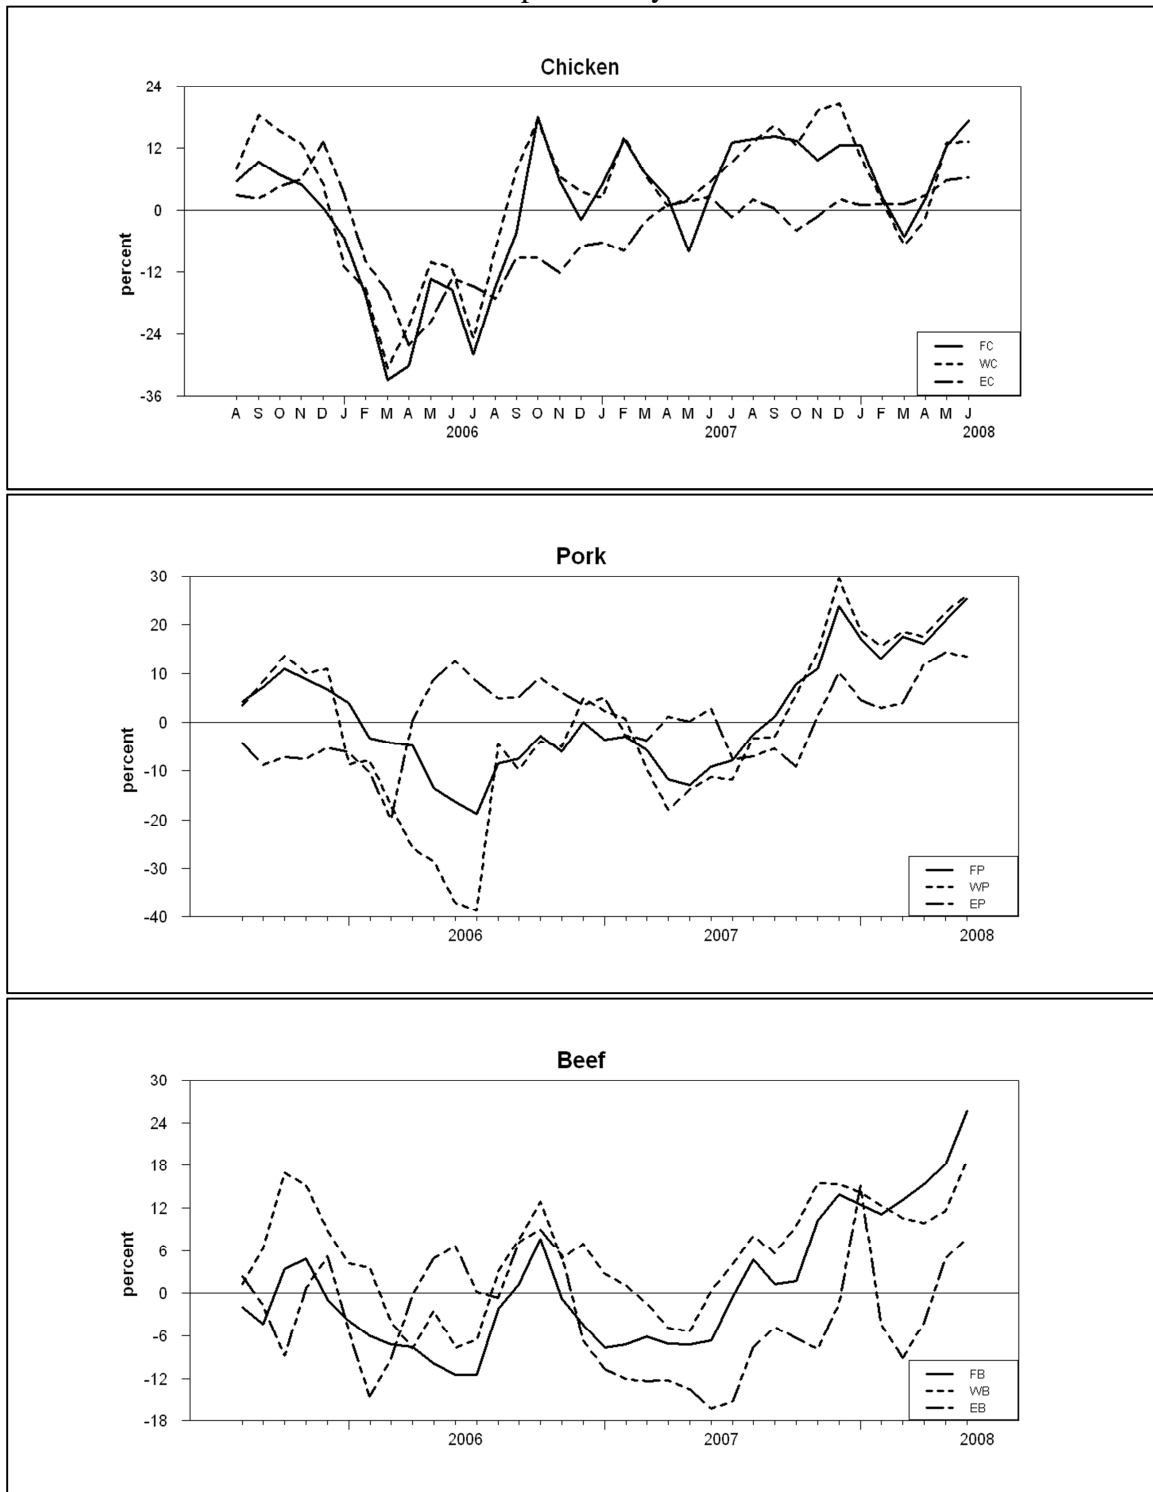 Chicken
24
12
0
-12
-24
-36
percent
FC
WC
EC
A S O N D J F M A M J J A S O N D J F M A M J J A S O N D J F M A M J
2006 2007 2008
Pork
30
20
10
0
-10
-20
-30
-40
percent
FP
WP
EP
2006 2007 2008
Beef
30
24
18
12
6
0
-6
-12
-18
percent
FB
WB
EB
2006 2007 2008